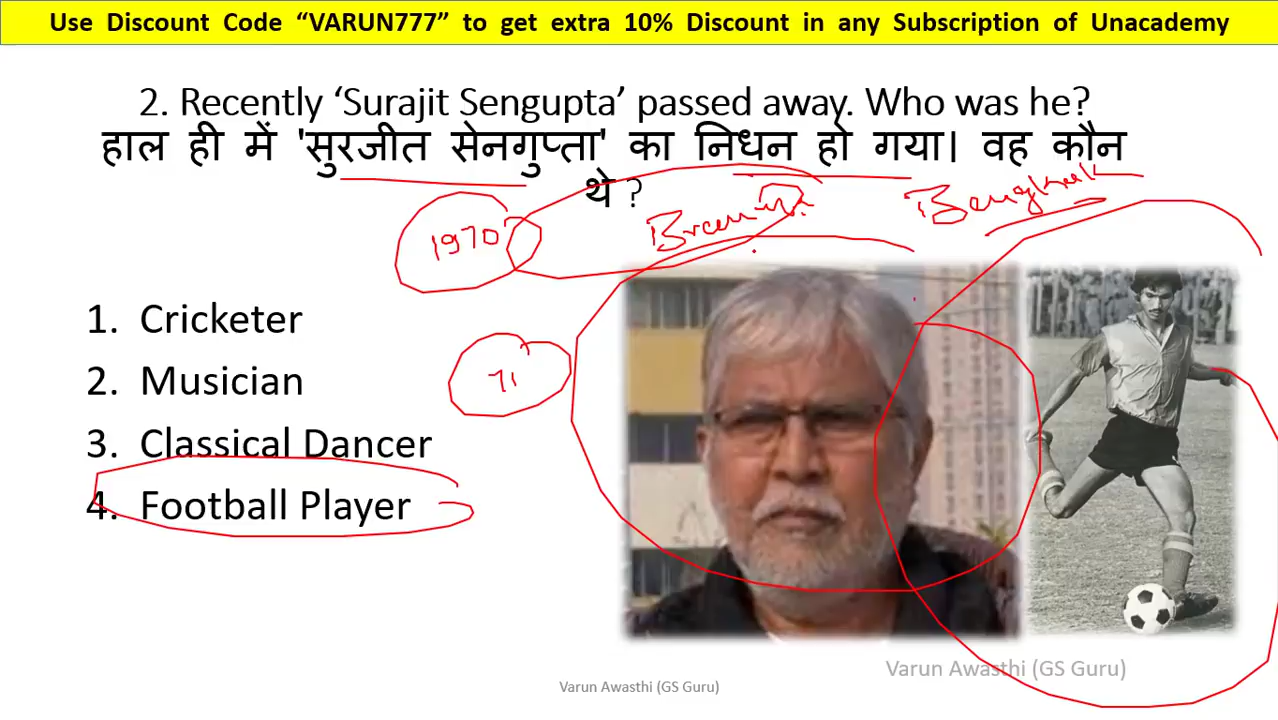 Use Discount Code “VARUN777” to get extra 10% Discount in any Subscription of Unacademy
2. Recently ‘Surajit Sengupta’ passed away. Who was he?
हाल ही में 'सुरजीत सेनगुप्ता' का निधन हो गया। वह कौन
थे ?
1970
1. Cricketer
2. Musician
71
3. Classical Dancer
4. Football Player
Varun Awasthi (GS Guru)
Varun Awasthi (GS Guru)